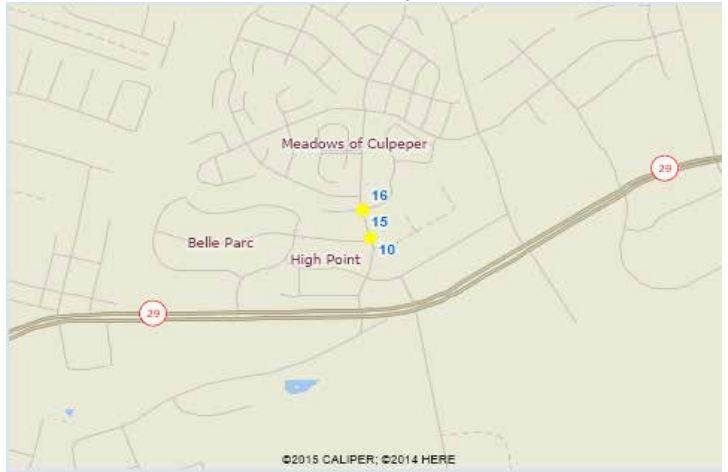 Meadows of Culpeper
29
16
15
Belle Parc
10
High Point
29
©2015 CALIPER; ©2014 HERE